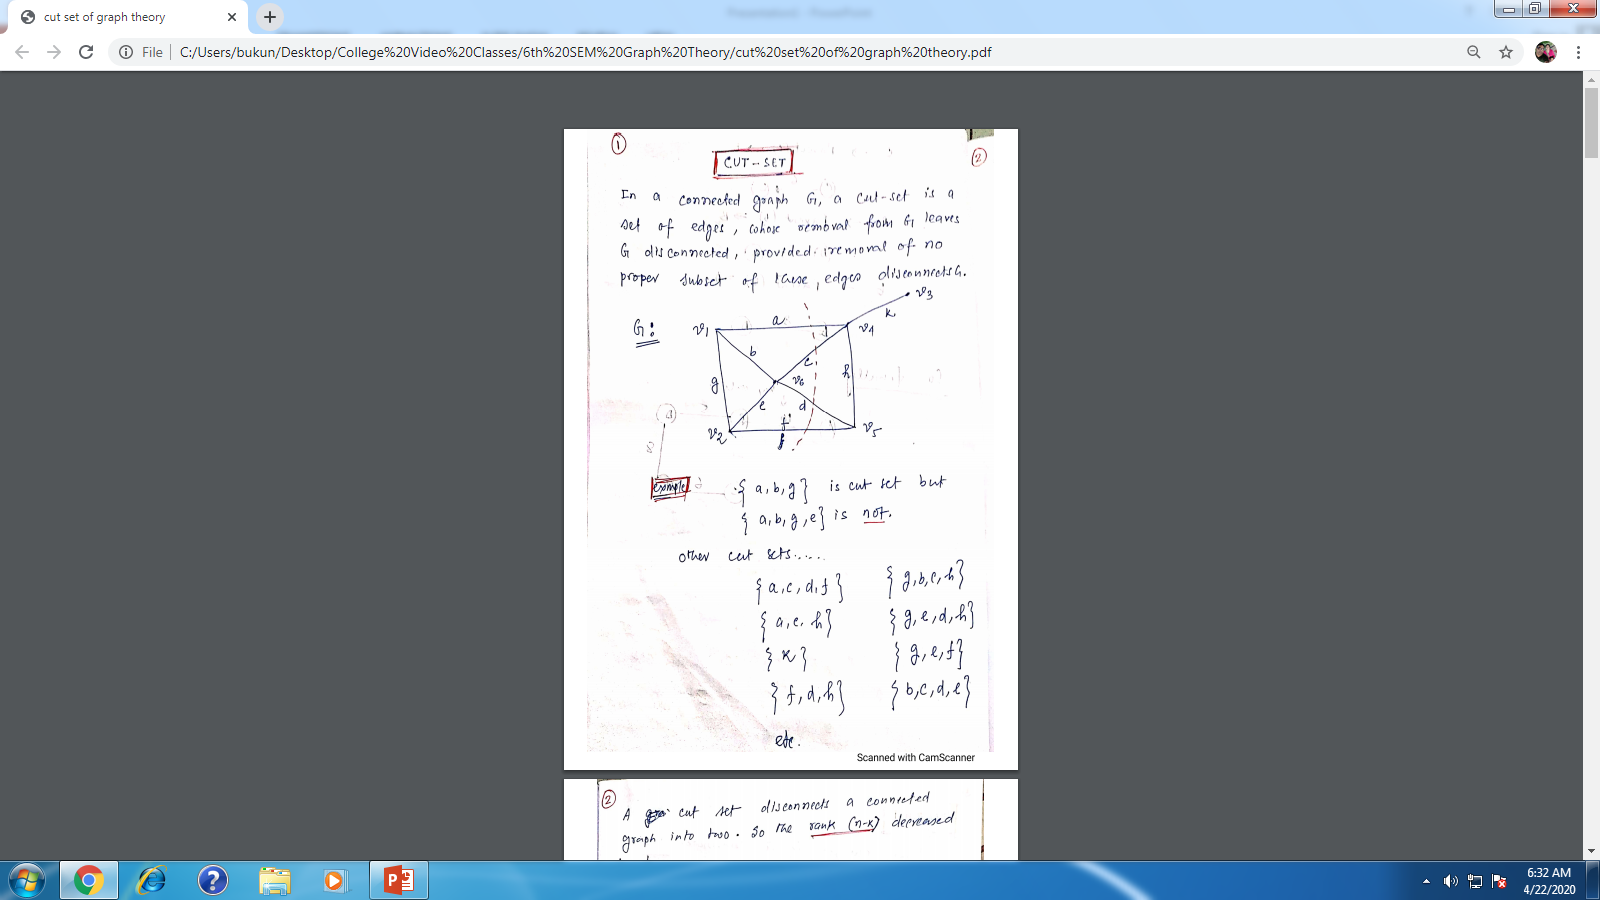 Presentation1 - PowerPoint
cut set of graph theory
File
C:/Users/bukun/Desktop/College%20Video%20Classes/6th%20SEM%20Graph%20Theory/cut%20set%20of%20graph%20theory.pdf
1
2
CUT-SET
In a connected graph G, a cut-set is a
set of edges, whose removal from G leaves
G disconnected, provided removal of no
proper subset of these edges disconnects G.
G:
v1
a
v4
k
v3
b
c
g
v6
h
e
d
v2
f
v5
example
{a,b,g} is cut set but
{a,b,g,e} is not.
other cut sets.....
{a,c,d,f} {g,b,c,h}
{a,c,h} {g,e,d,h}
{k} {g,e,f}
{f,d,h} {b,c,d,e}
etc.
Scanned with CamScanner
2
A cut set disconnects a connected
graph into two. So the rank (n-k) decreased
6:32 AM
4/22/2020